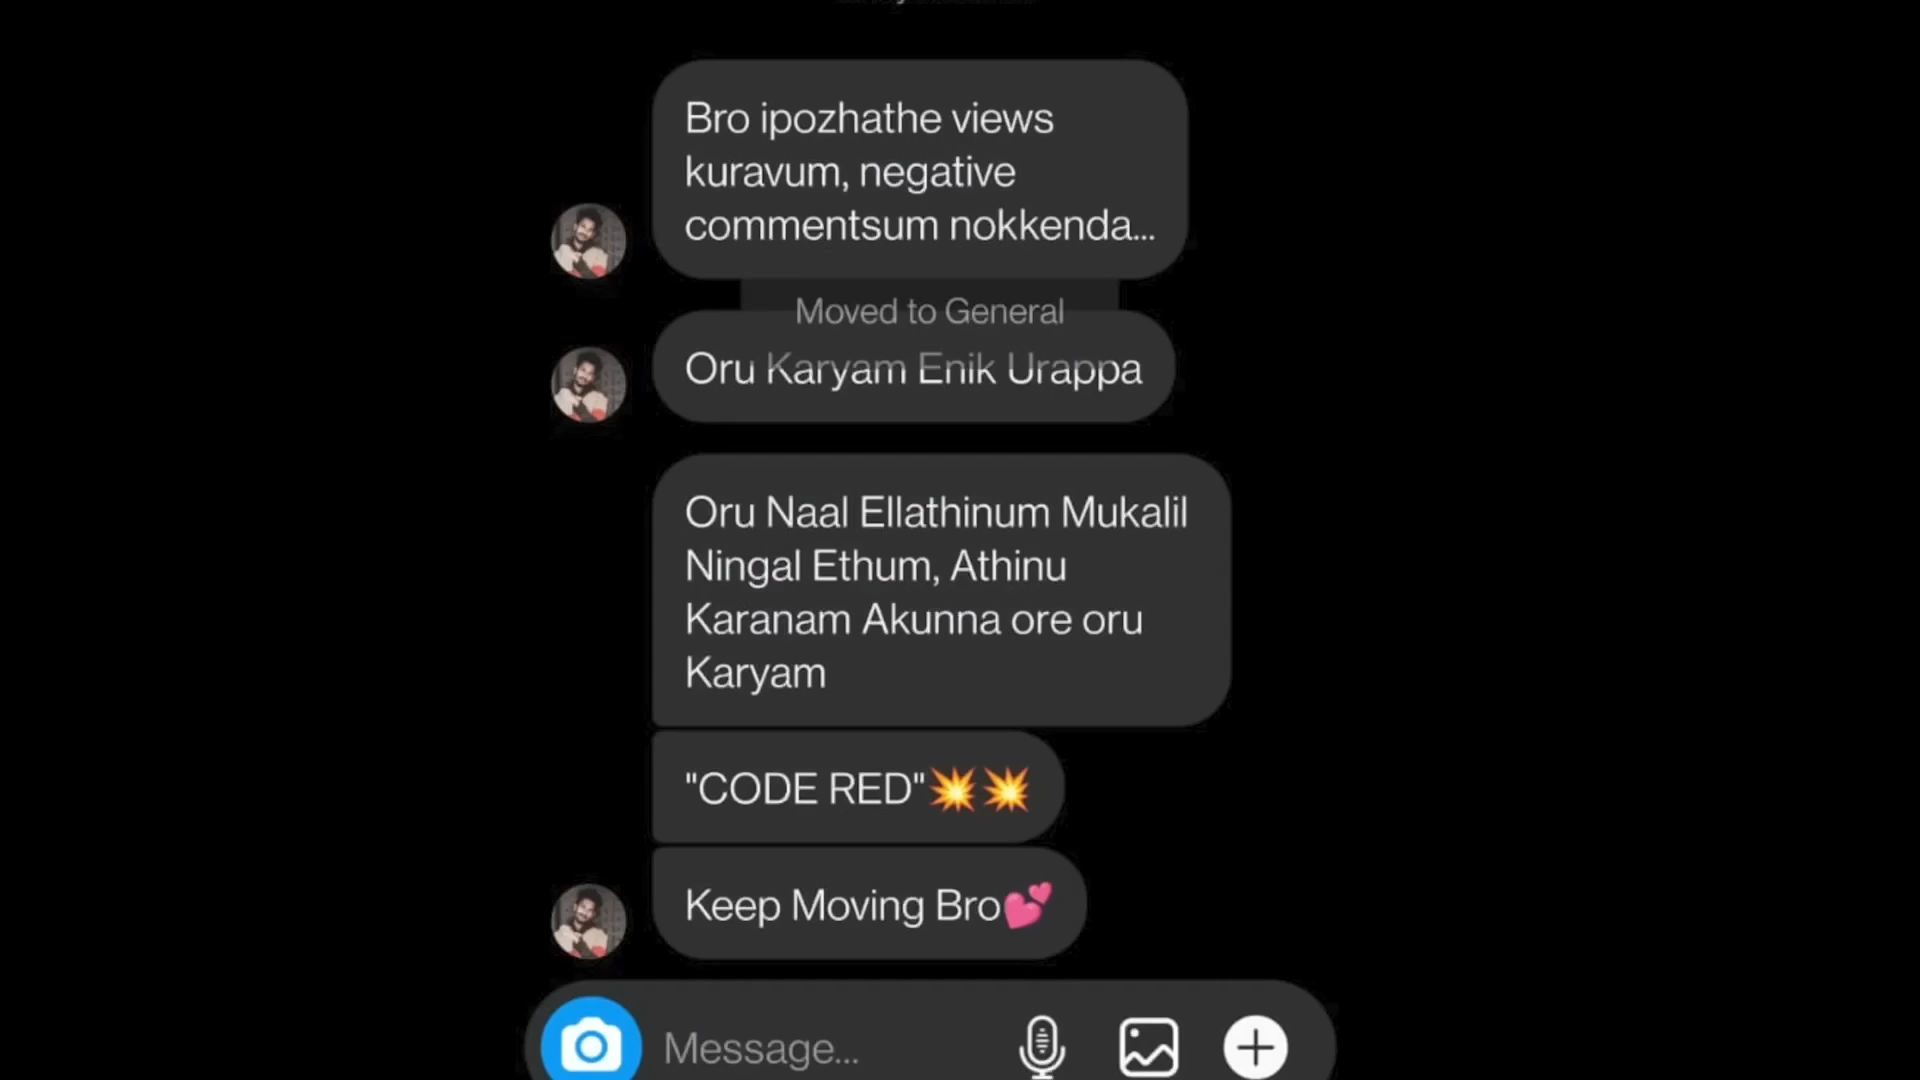 Bro ipozhathe views
kuravum, negative
commentsum nokkenda...
Moved to General
Oru Karyam Enik Urappa
Oru Naal Ellathinum Mukalil
Ningal Ethum, Athinu
Karanam Akunna ore oru
Karyam
"CODE RED"💥💥
Keep Moving Bro💕
Message...